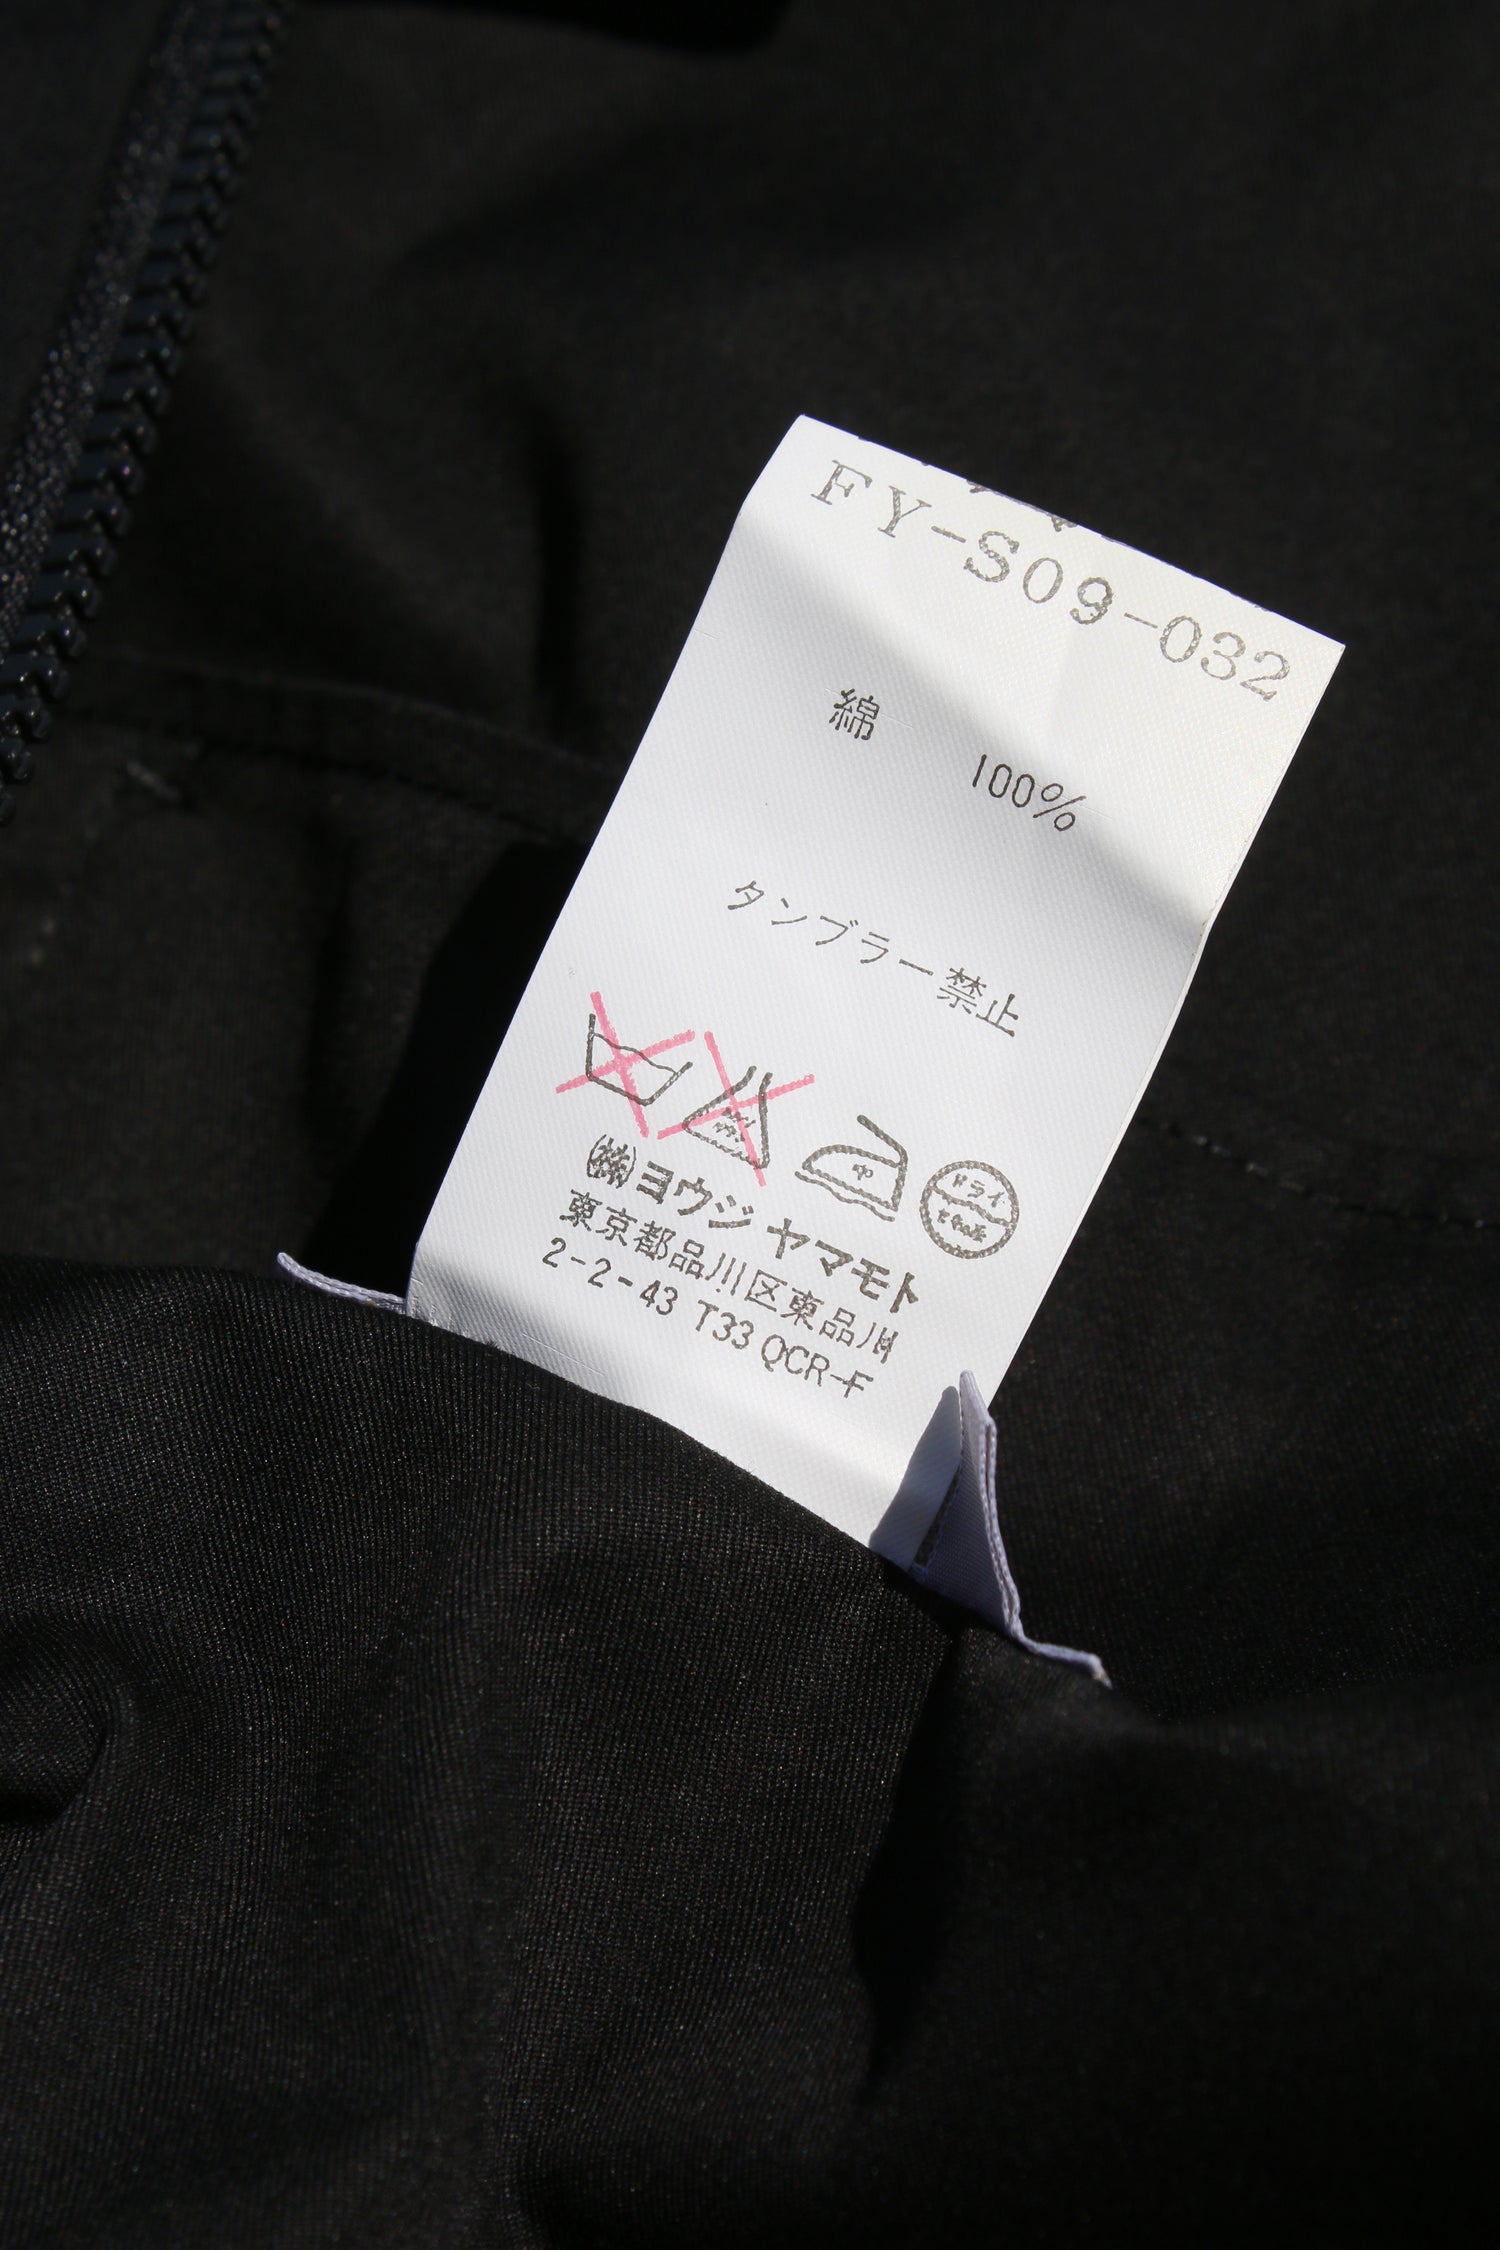 FY-S09-032
綿 100%
タンブラー禁止
中 ドライ
㈱ヨウジ ヤマモト
東京都品川区東品川
2-2-43 T33 QCR-F